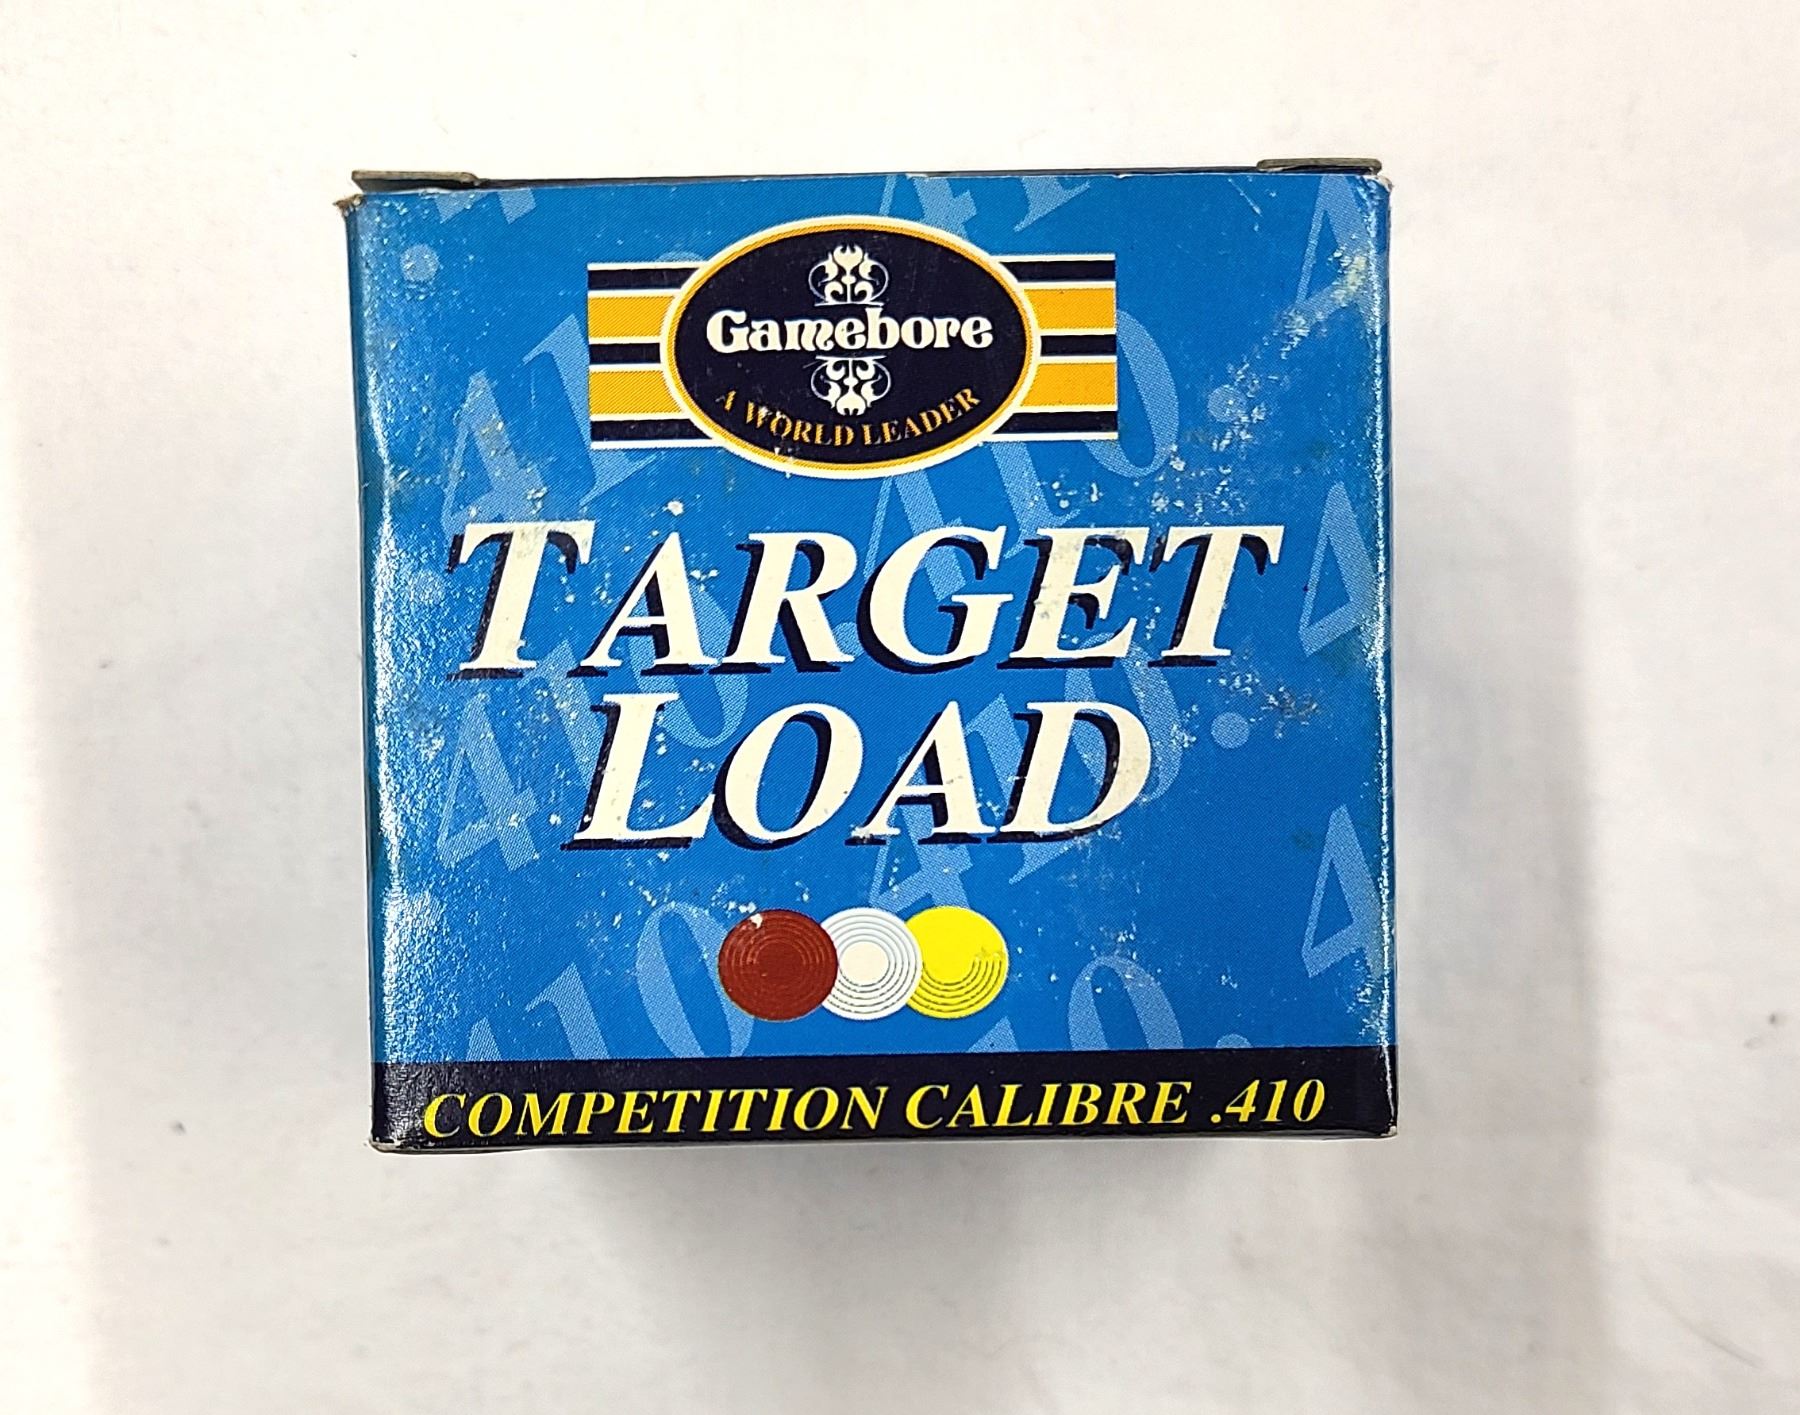 Gamebore
A WORLD LEADER
TARGET
LOAD
COMPETITION CALIBRE .410